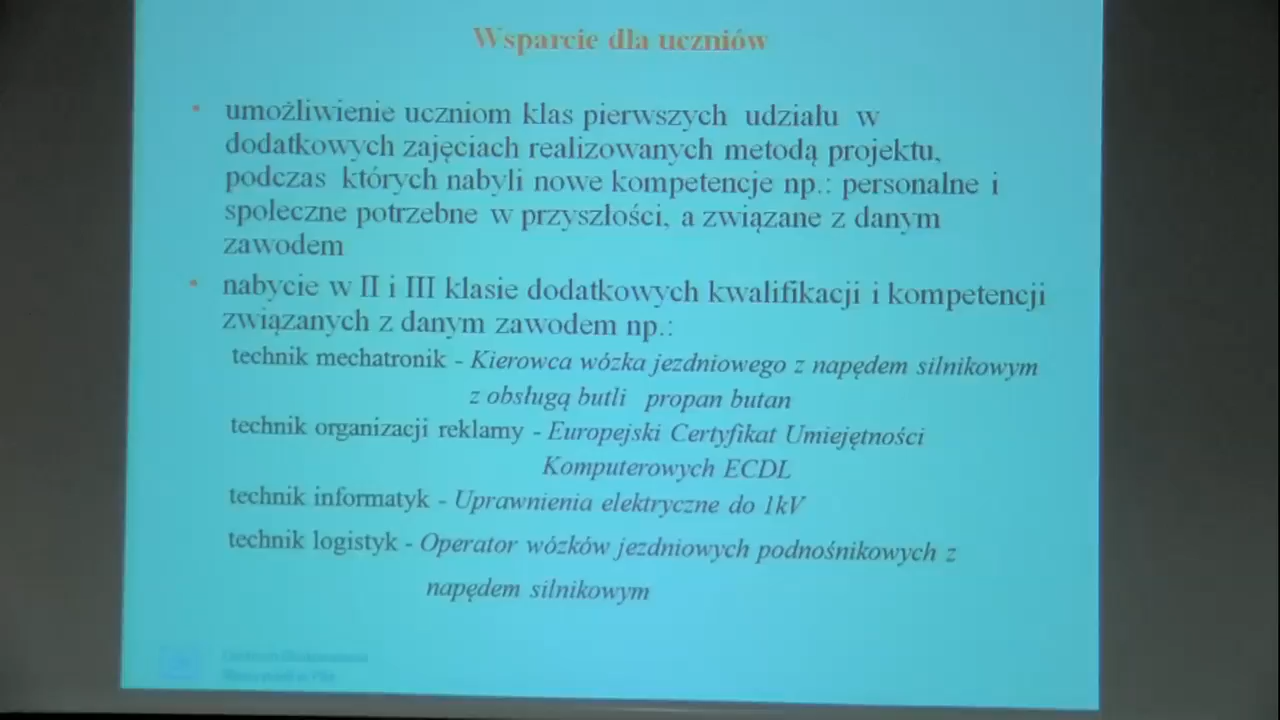 Wsparcie dla uczniów
• umożliwienie uczniom klas pierwszych udziału w
dodatkowych zajęciach realizowanych metodą projektu,
podczas których nabyli nowe kompetencje np.: personalne i
społeczne potrzebne w przyszłości, a związane z danym
zawodem
• nabycie w II i III klasie dodatkowych kwalifikacji i kompetencji
związanych z danym zawodem np.:
technik mechatronik - Kierowca wózka jezdniowego z napędem silnikowym
z obsługą butli propan butan
technik organizacji reklamy - Europejski Certyfikat Umiejętności
Komputerowych ECDL
technik informatyk - Uprawnienia elektryczne do 1kV
technik logistyk - Operator wózków jezdniowych podnośnikowych z
napędem silnikowym